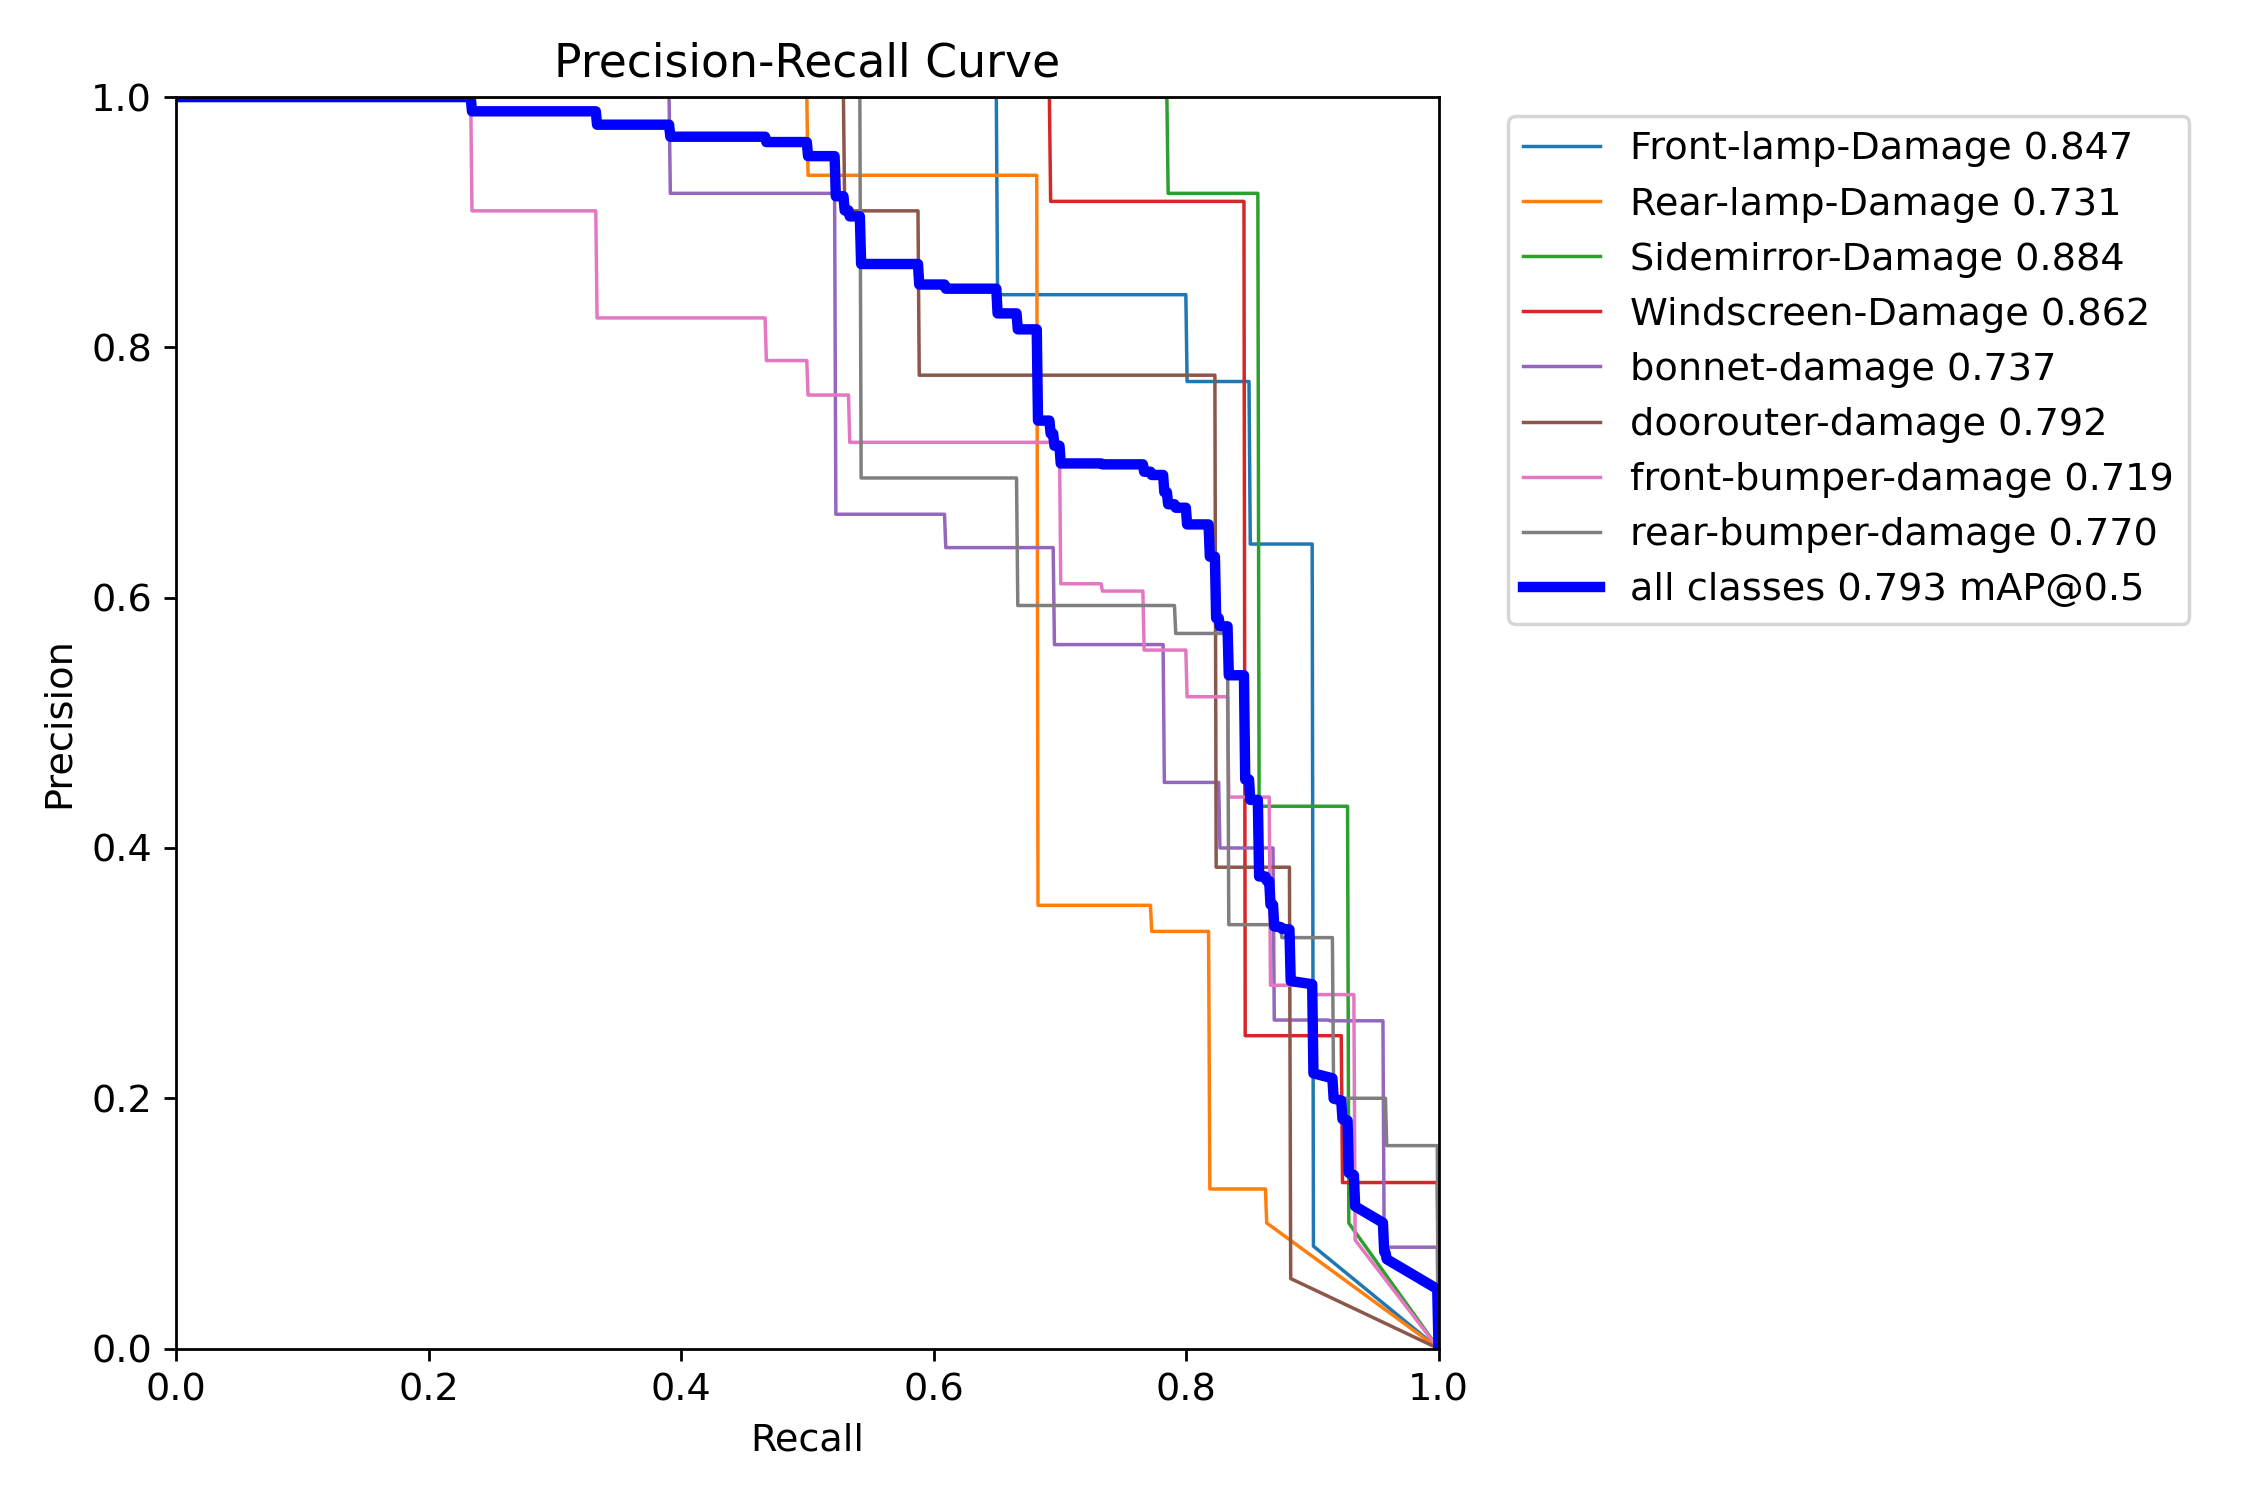 Precision-Recall Curve
1.0
0.8
0.6
0.4
0.2
0.0
Precision
0.0 0.2 0.4 0.6 0.8 1.0
Recall
Front-lamp-Damage 0.847
Rear-lamp-Damage 0.731
Sidemirror-Damage 0.884
Windscreen-Damage 0.862
bonnet-damage 0.737
doorouter-damage 0.792
front-bumper-damage 0.719
rear-bumper-damage 0.770
all classes 0.793 mAP@0.5